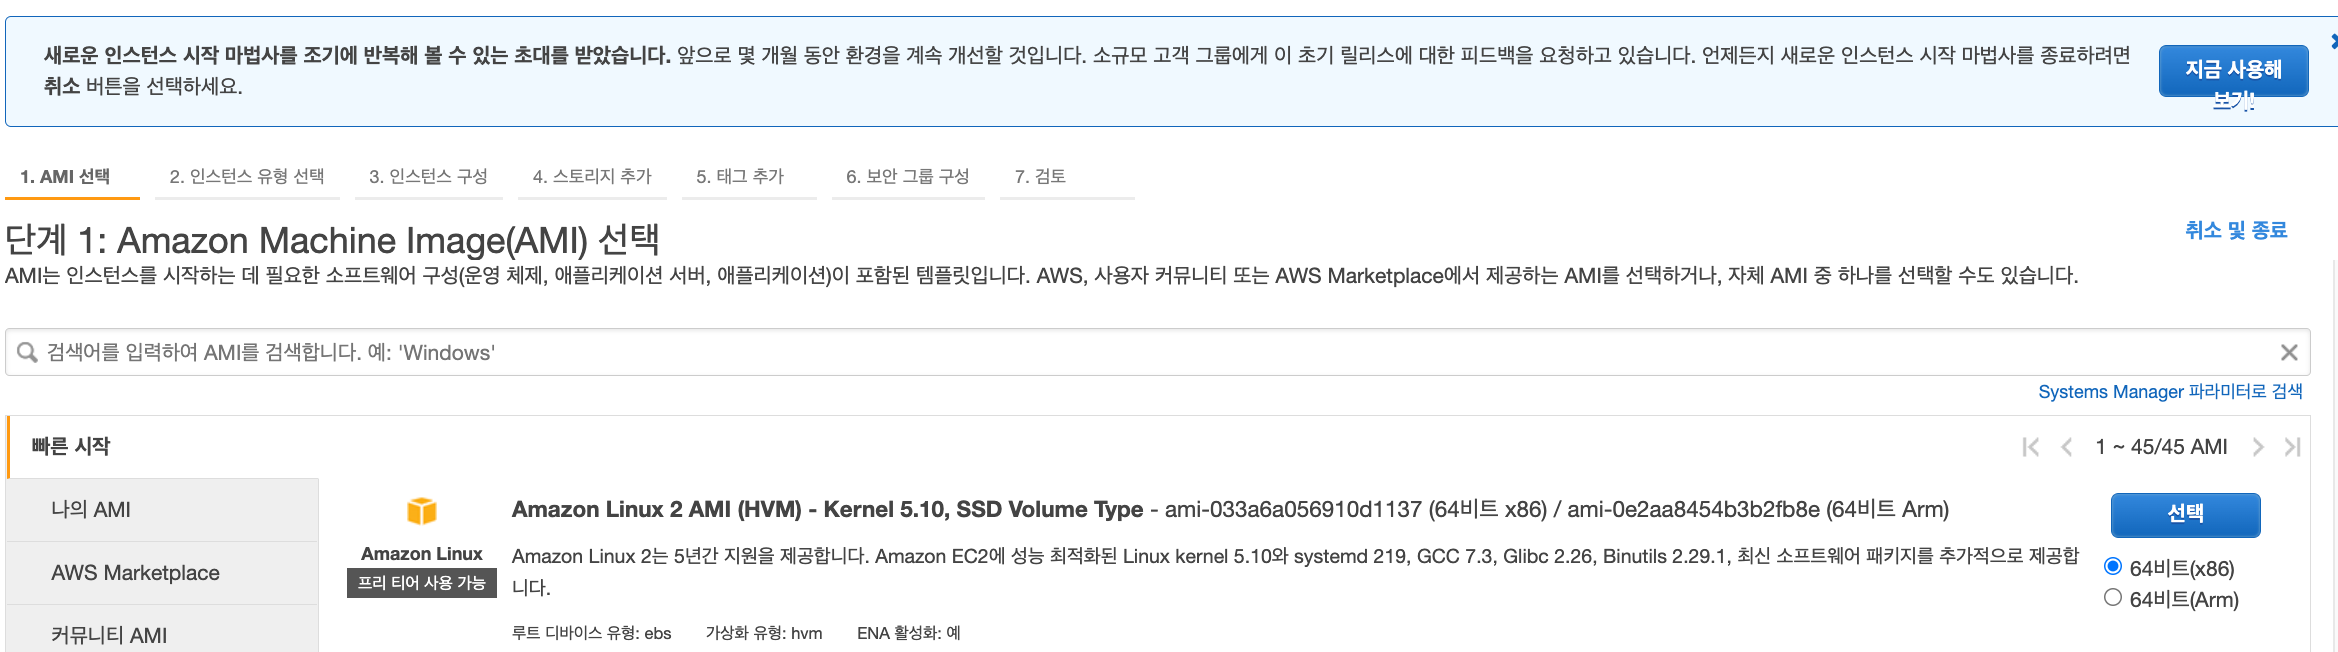 새로운 인스턴스 시작 마법사를 조기에 반복해 볼 수 있는 초대를 받았습니다. 앞으로 몇 개월 동안 환경을 계속 개선할 것입니다. 소규모 고객 그룹에게 이 초기 릴리스에 대한 피드백을 요청하고 있습니다. 언제든지 새로운 인스턴스 시작 마법사를 종료하려면
취소 버튼을 선택하세요.
지금 사용해
보기!
1. AMI 선택 2. 인스턴스 유형 선택 3. 인스턴스 구성 4. 스토리지 추가 5. 태그 추가 6. 보안 그룹 구성 7. 검토
단계 1: Amazon Machine Image(AMI) 선택
취소 및 종료
AMI는 인스턴스를 시작하는 데 필요한 소프트웨어 구성(운영 체제, 애플리케이션 서버, 애플리케이션)이 포함된 템플릿입니다. AWS, 사용자 커뮤니티 또는 AWS Marketplace에서 제공하는 AMI를 선택하거나, 자체 AMI 중 하나를 선택할 수도 있습니다.
검색어를 입력하여 AMI를 검색합니다. 예: 'Windows'
Systems Manager 파라미터로 검색
빠른 시작
1 ~ 45/45 AMI
나의 AMI
AWS Marketplace
커뮤니티 AMI
Amazon Linux
프리 티어 사용 가능
Amazon Linux 2 AMI (HVM) - Kernel 5.10, SSD Volume Type - ami-033a6a056910d1137 (64비트 x86) / ami-0e2aa8454b3b2fb8e (64비트 Arm)
Amazon Linux 2는 5년간 지원을 제공합니다. Amazon EC2에 성능 최적화된 Linux kernel 5.10와 systemd 219, GCC 7.3, Glibc 2.26, Binutils 2.29.1, 최신 소프트웨어 패키지를 추가적으로 제공합
니다.
루트 디바이스 유형: ebs 가상화 유형: hvm ENA 활성화: 예
선택
64비트(x86)
64비트(Arm)